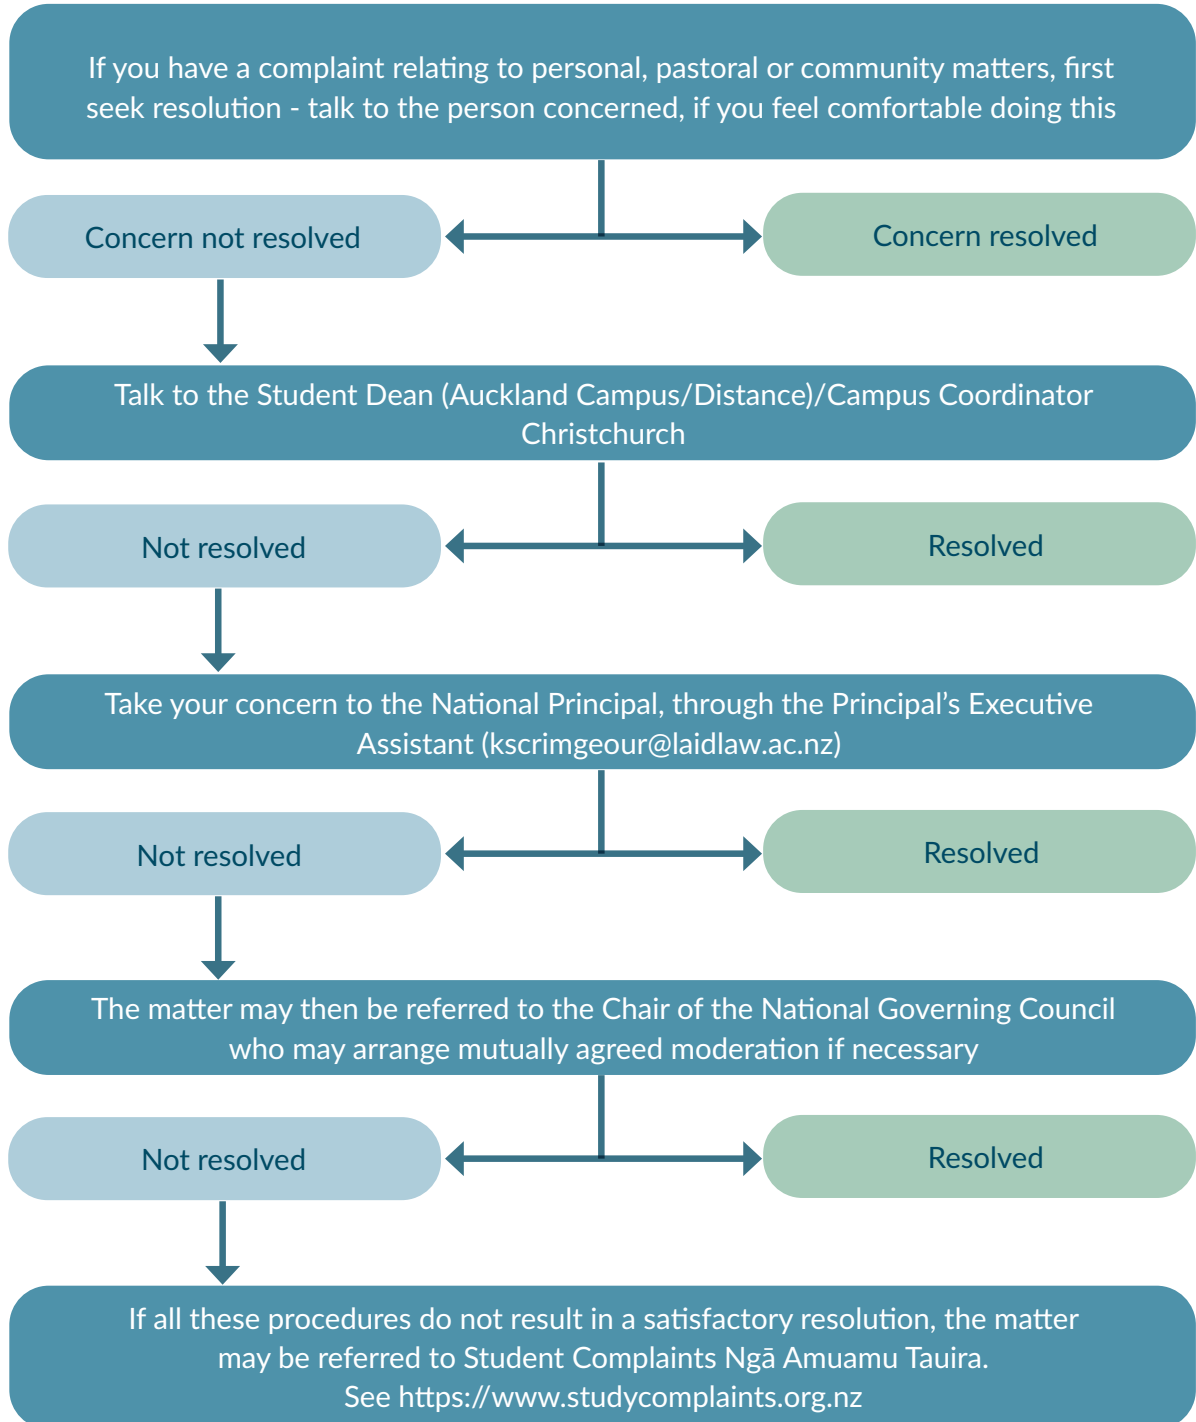 If you have a complaint relating to personal, pastoral or community matters, first
seek resolution - talk to the person concerned, if you feel comfortable doing this
Concern not resolved
Concern resolved
Talk to the Student Dean (Auckland Campus/Distance)/Campus Coordinator
Christchurch
Not resolved
Resolved
Take your concern to the National Principal, through the Principal’s Executive
Assistant (kscrimgeour@laidlaw.ac.nz)
Not resolved
Resolved
The matter may then be referred to the Chair of the National Governing Council
who may arrange mutually agreed moderation if necessary
Not resolved
Resolved
If all these procedures do not result in a satisfactory resolution, the matter
may be referred to Student Complaints Ngā Amuamu Tauira.
See https://www.studycomplaints.org.nz